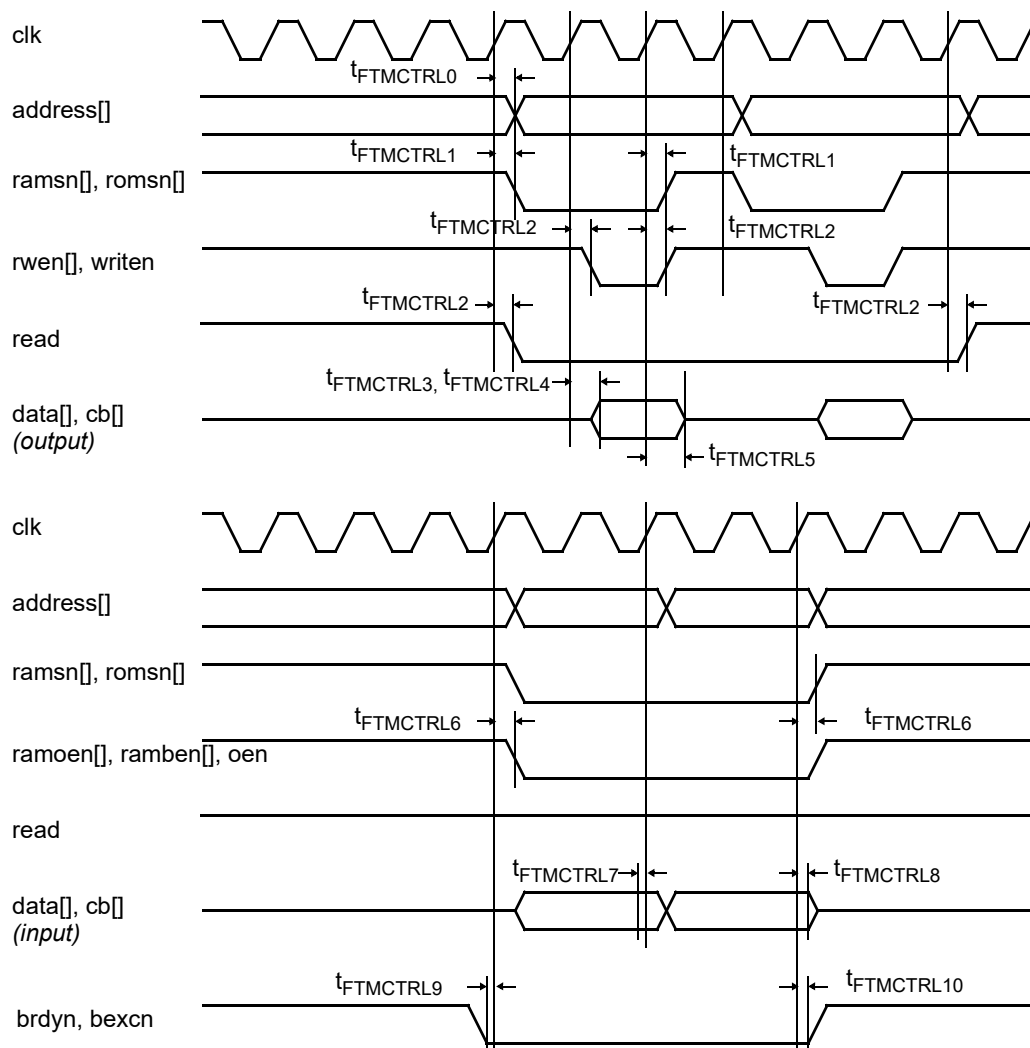 clk
tFTMCTRL0
address[]
tFTMCTRL1
tFTMCTRL1
ramsn[], romsn[]
tFTMCTRL2
tFTMCTRL2
rwen[], writen
tFTMCTRL2
tFTMCTRL2
read
tFTMCTRL3, tFTMCTRL4
data[], cb[]
(output)
tFTMCTRL5
clk
address[]
ramsn[], romsn[]
tFTMCTRL6
tFTMCTRL6
ramoen[], ramben[], oen
read
tFTMCTRL7
tFTMCTRL8
data[], cb[]
(input)
tFTMCTRL9
tFTMCTRL10
brdyn, bexcn